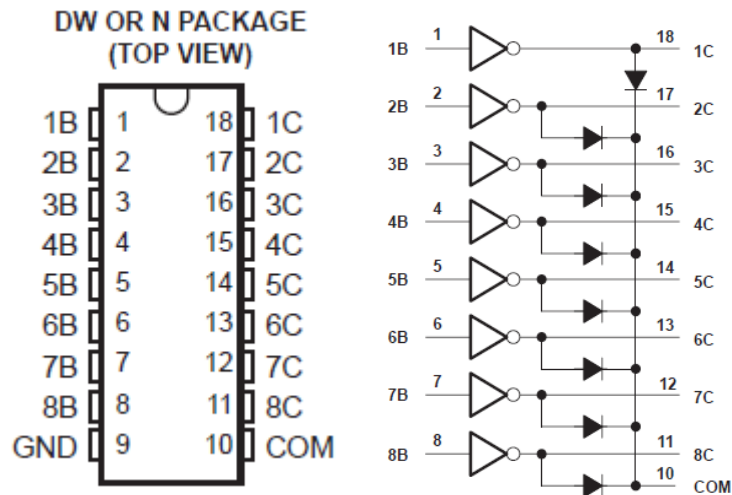 DW OR N PACKAGE
(TOP VIEW)
1B 1 18 1C
2B 2 17 2C
3B 3 16 3C
4B 4 15 4C
5B 5 14 5C
6B 6 13 6C
7B 7 12 7C
8B 8 11 8C
GND 9 10 COM
1B 1 18 1C
2B 2 17 2C
3B 3 16 3C
4B 4 15 4C
5B 5 14 5C
6B 6 13 6C
7B 7 12 7C
8B 8 11 8C
10 COM